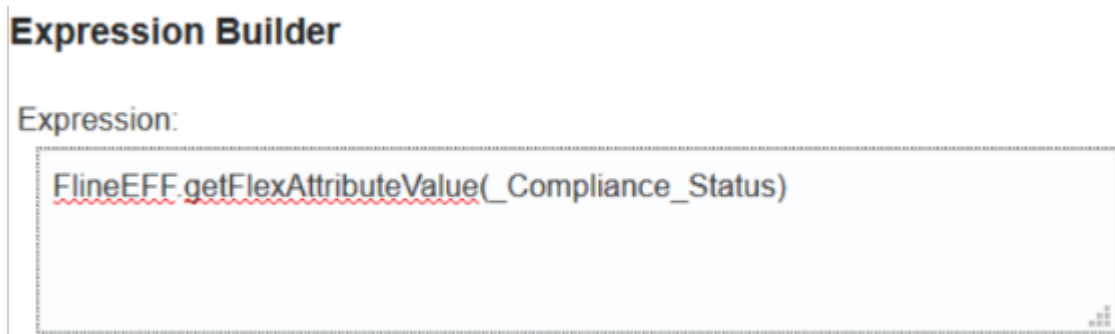 Expression Builder
Expression:
FlineEFF.getFlexAttributeValue(_Compliance_Status)